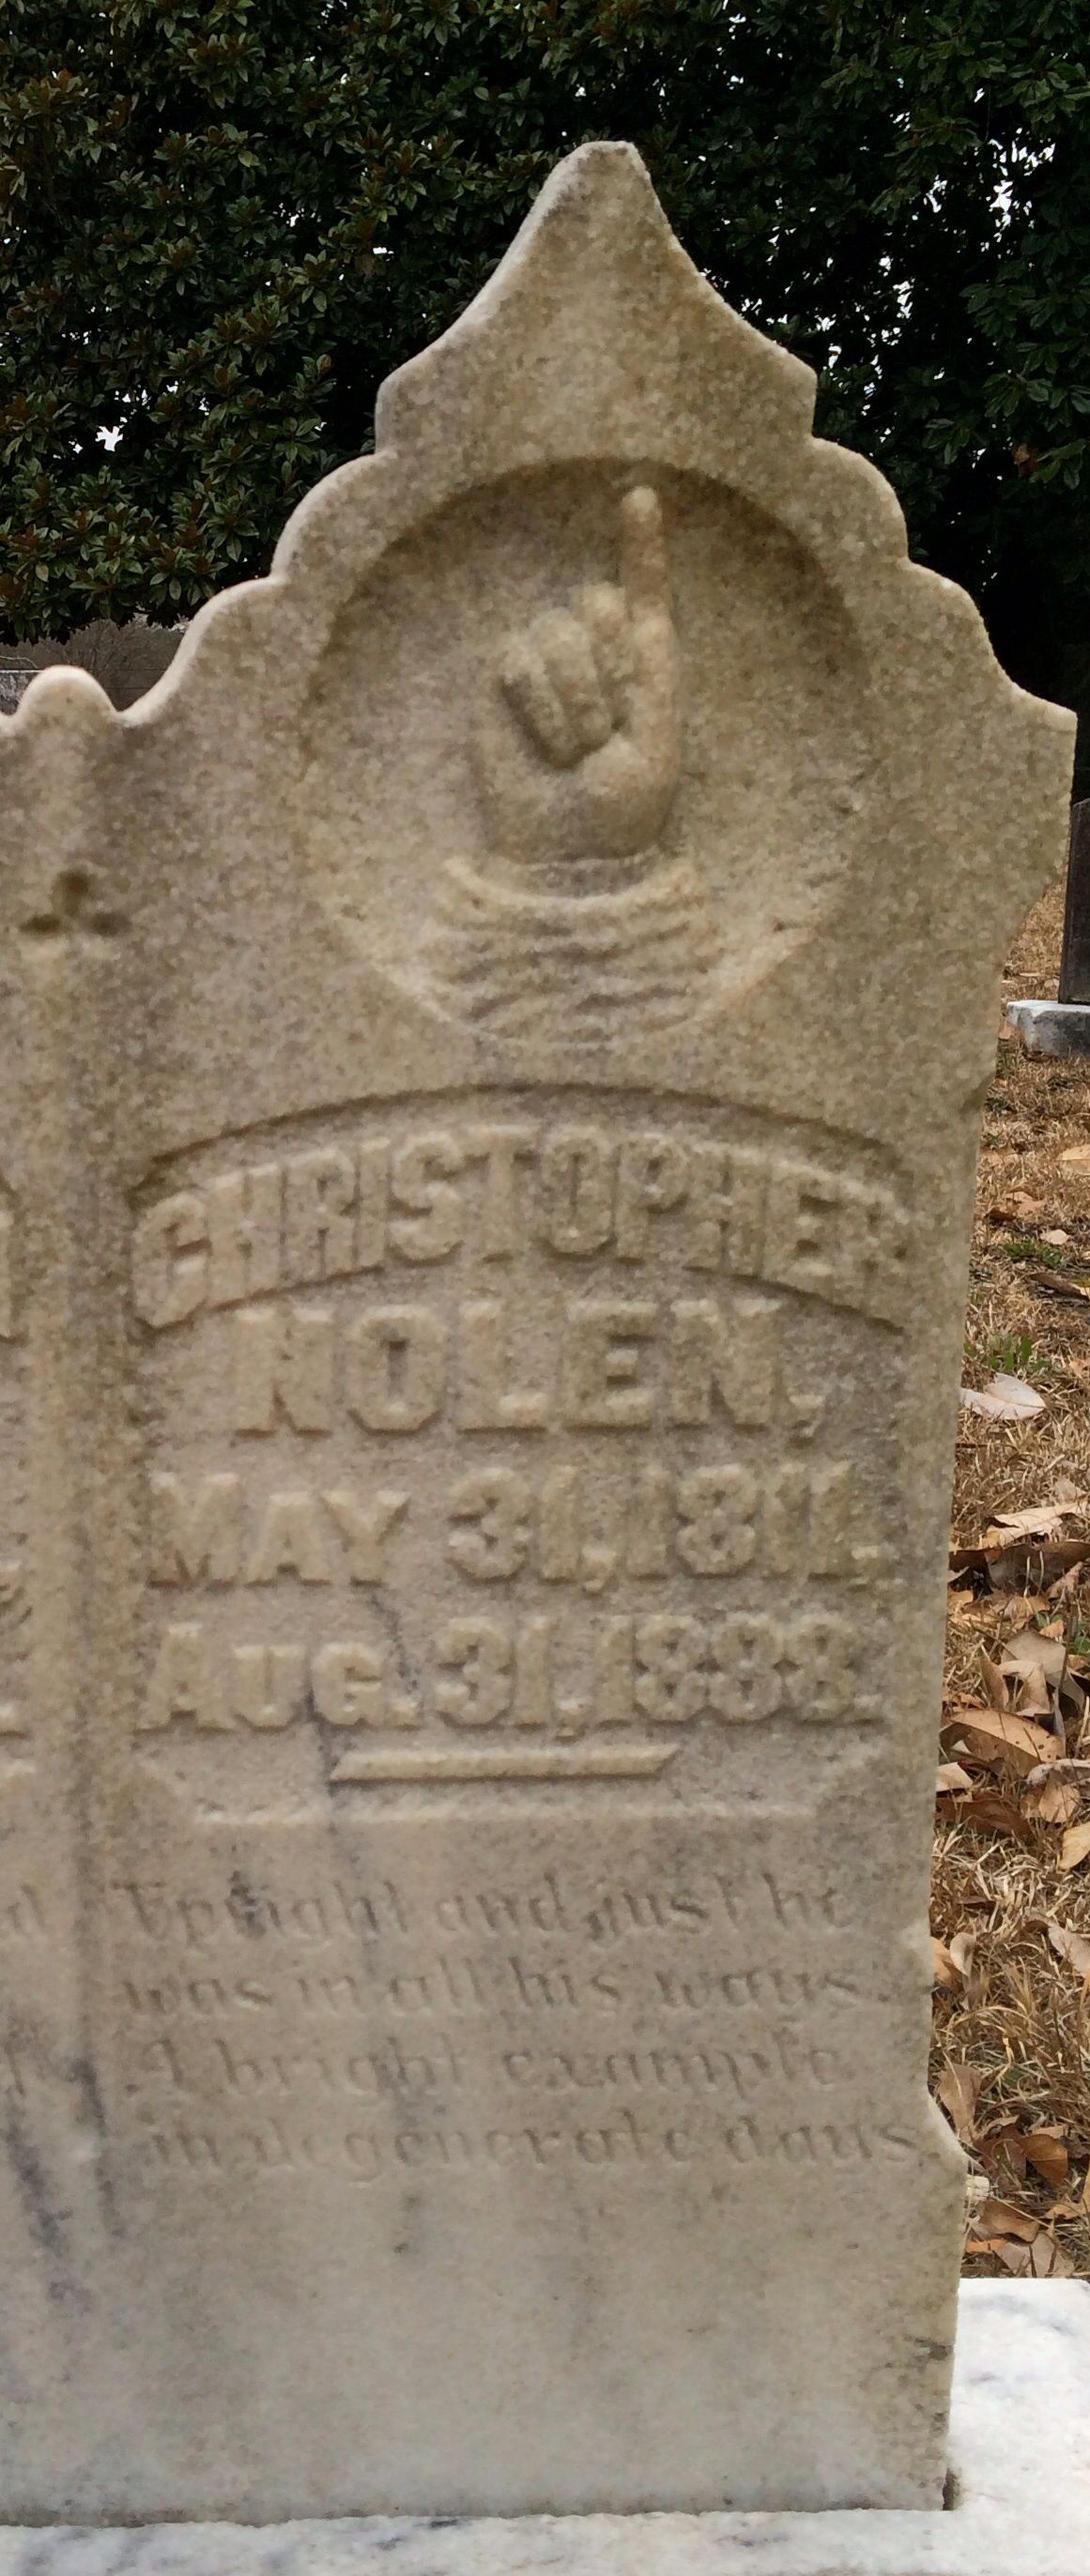 CHRISTOPHER
NOLEN,
MAY 31, 1811.
AUG. 31, 1888.
Upright and just he
was in all his ways
A bright example
in degenerate days